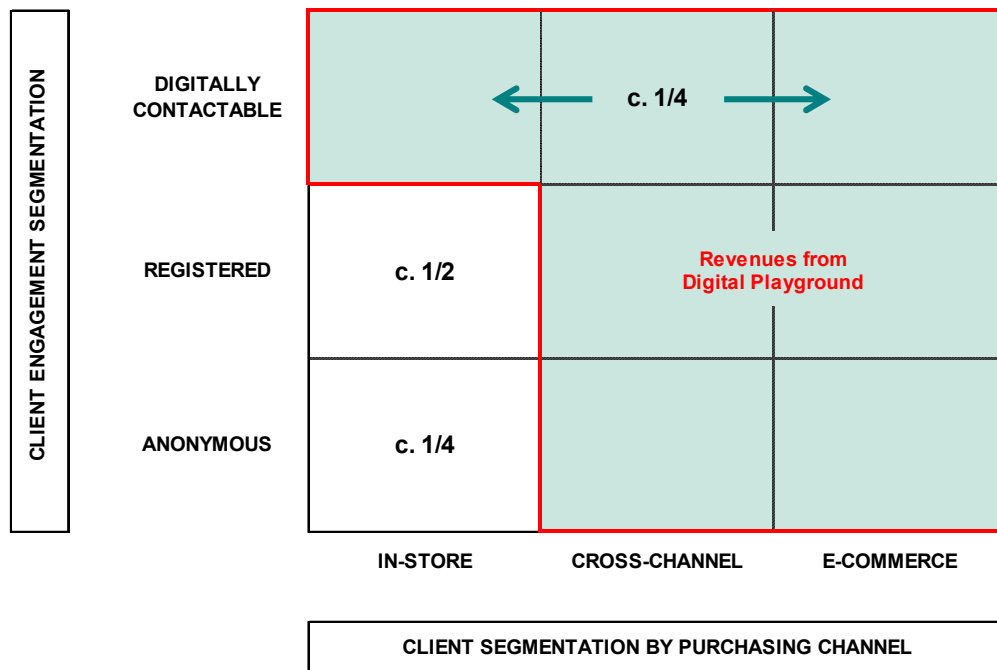 CLIENT ENGAGEMENT SEGMENTATION
DIGITALLY
CONTACTABLE
c. 1/4
REGISTERED
c. 1/2
Revenues from
Digital Playground
ANONYMOUS
c. 1/4
IN-STORE
CROSS-CHANNEL
E-COMMERCE
CLIENT SEGMENTATION BY PURCHASING CHANNEL